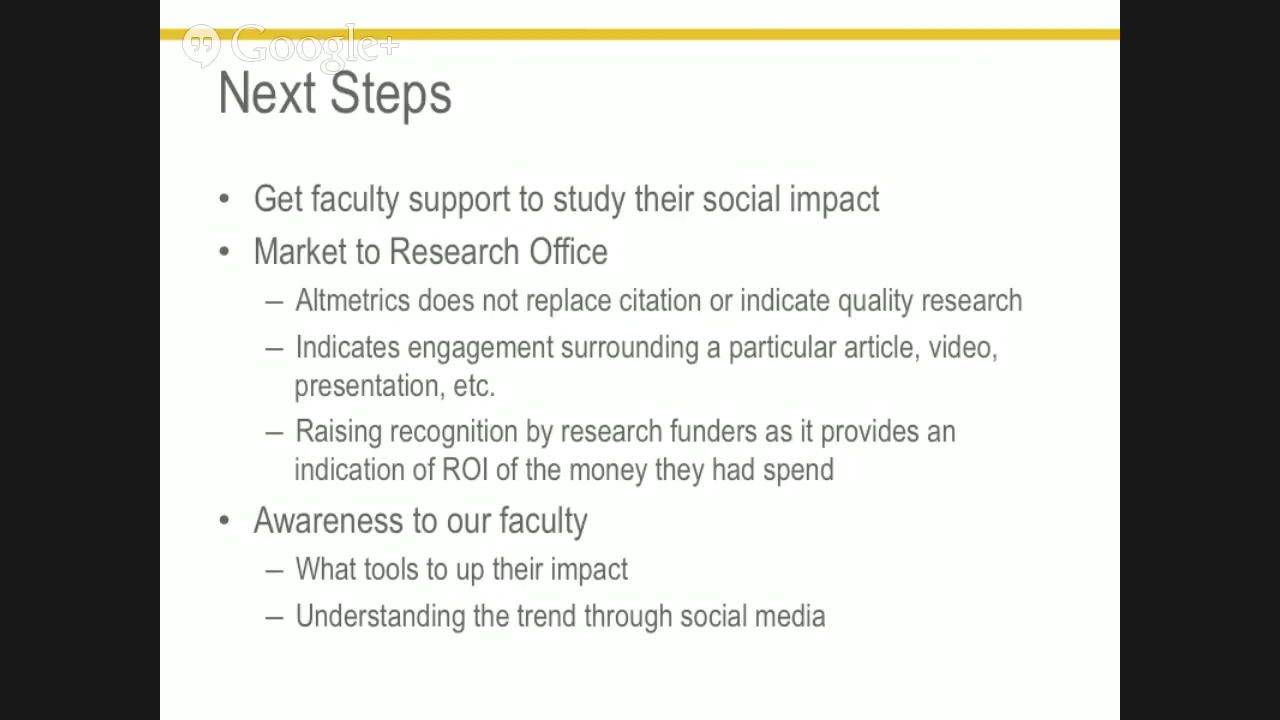 Google+
Next Steps
• Get faculty support to study their social impact
• Market to Research Office
– Altmetrics does not replace citation or indicate quality research
– Indicates engagement surrounding a particular article, video,
presentation, etc.
– Raising recognition by research funders as it provides an
indication of ROI of the money they had spend
• Awareness to our faculty
– What tools to up their impact
– Understanding the trend through social media